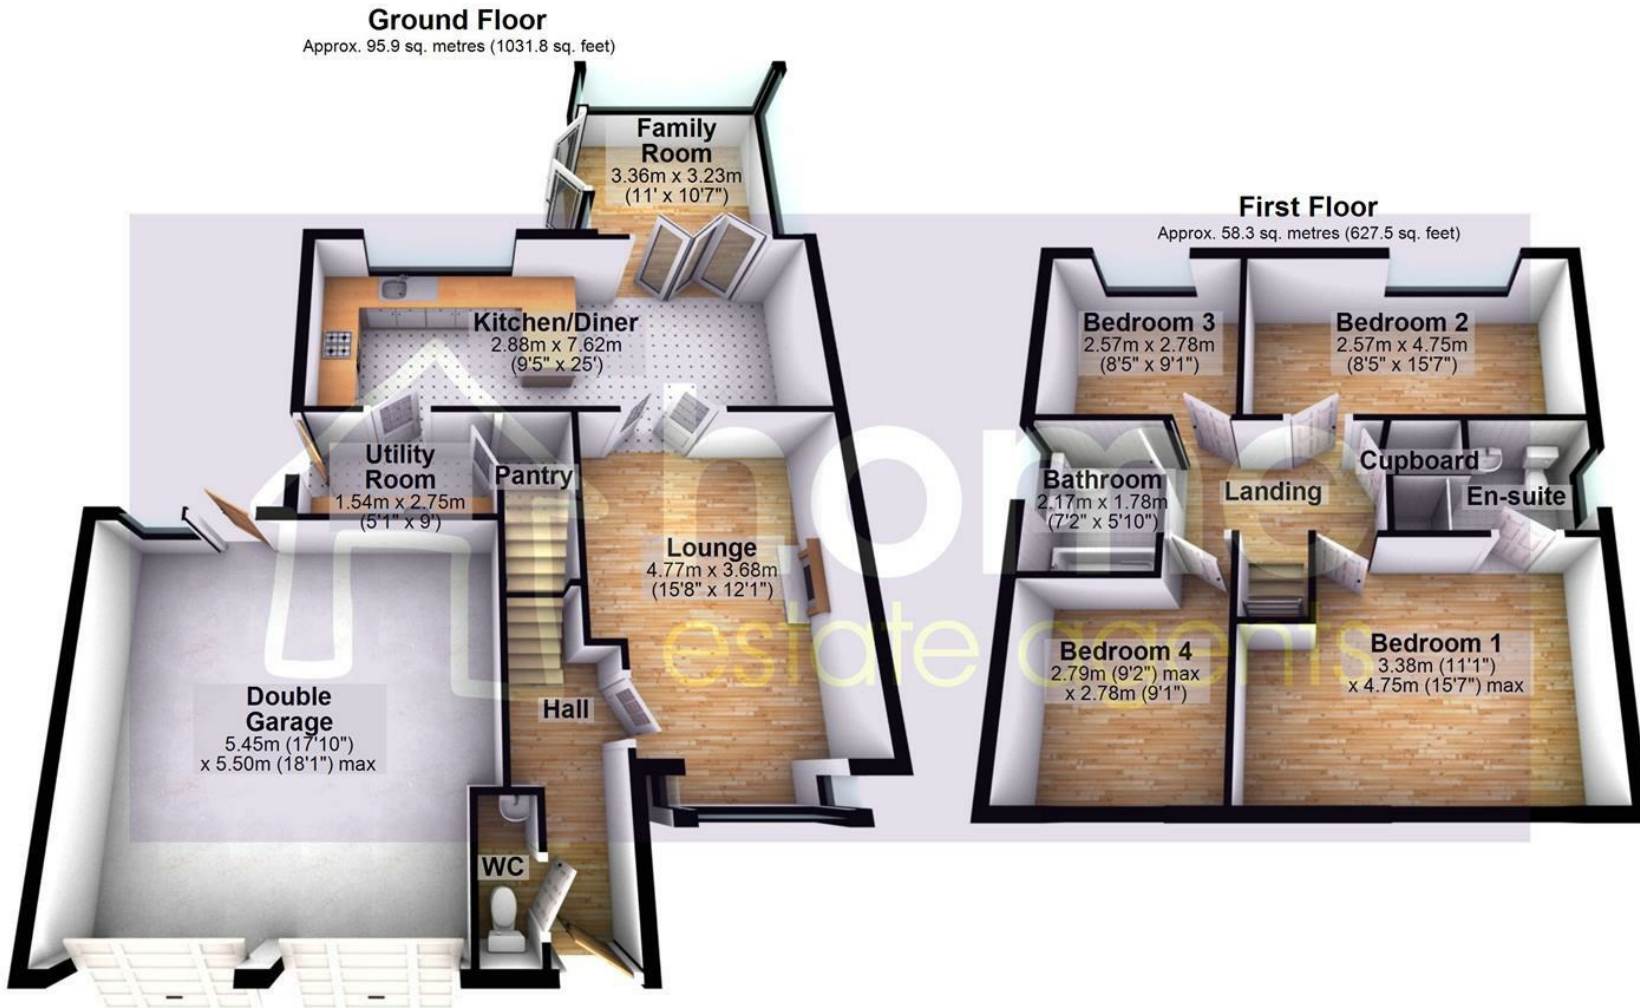 Ground Floor
Approx. 95.9 sq. metres (1031.8 sq. feet)
Family
Room
3.36m x 3.23m
(11' x 10'7")
Kitchen/Diner
2.88m x 7.62m
(9'5" x 25')
Utility
Room
1.54m x 2.75m
(5'1" x 9')
Pantry
Lounge
4.77m x 3.68m
(15'8" x 12'1")
Double
Garage
5.45m (17'10")
x 5.50m (18'1") max
Hall
WC
First Floor
Approx. 58.3 sq. metres (627.5 sq. feet)
Bedroom 3
2.57m x 2.78m
(8'5" x 9'1")
Bedroom 2
2.57m x 4.75m
(8'5" x 15'7")
Bathroom
2.17m x 1.78m
(7'2" x 5'10")
Landing
Cupboard
En-suite
Bedroom 4
2.79m (9'2") max
x 2.78m (9'1")
Bedroom 1
3.38m (11'1")
x 4.75m (15'7") max
home
estate agents